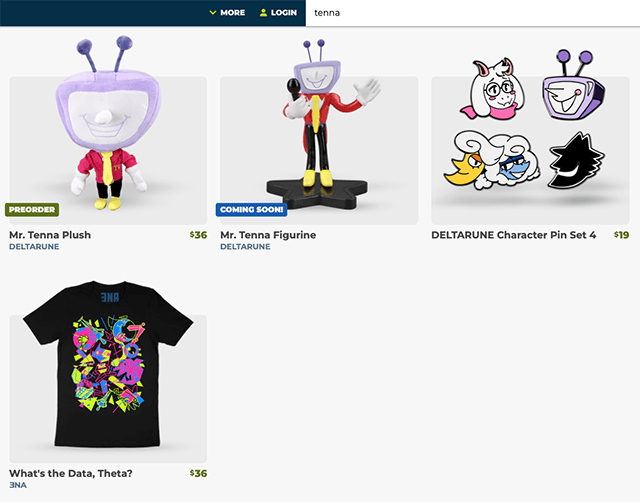 MORE LOGIN tenna
PREORDER COMING SOON!
Mr. Tenna Plush $36 Mr. Tenna Figurine DELTARUNE Character Pin Set 4 $19
DELTARUNE DELTARUNE
ƎNA
What's the Data, Theta? $36
ƎNA